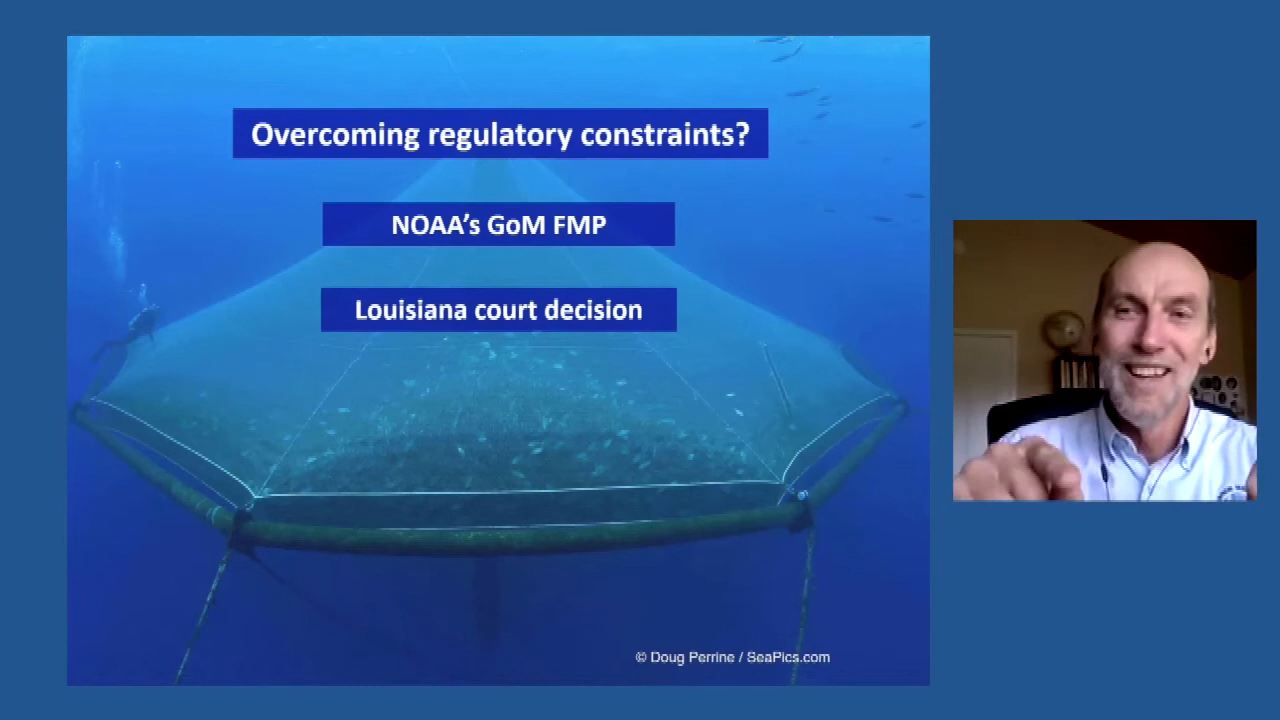 Overcoming regulatory constraints?
NOAA's GoM FMP
Louisiana court decision
© Doug Perrine / SeaPics.com